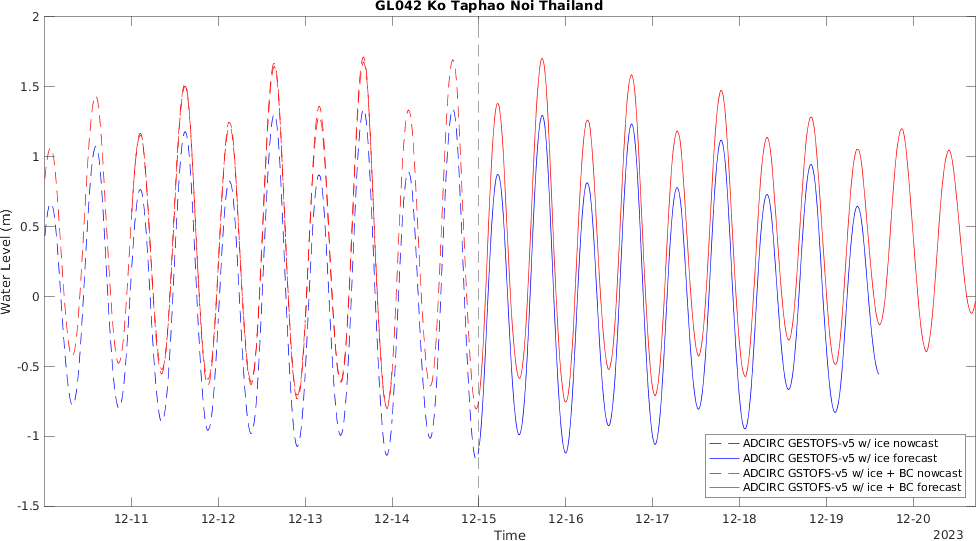 GL042 Ko Taphao Noi Thailand
2
1.5
1
0.5
0
-0.5
-1
-1.5
Water Level (m)
ADCIRC GESTOFS-v5 w/ ice nowcast
ADCIRC GESTOFS-v5 w/ ice forecast
ADCIRC GSTOFS-v5 w/ ice + BC nowcast
ADCIRC GSTOFS-v5 w/ ice + BC forecast
12-11 12-12 12-13 12-14 12-15 12-16 12-17 12-18 12-19 12-20
Time
2023